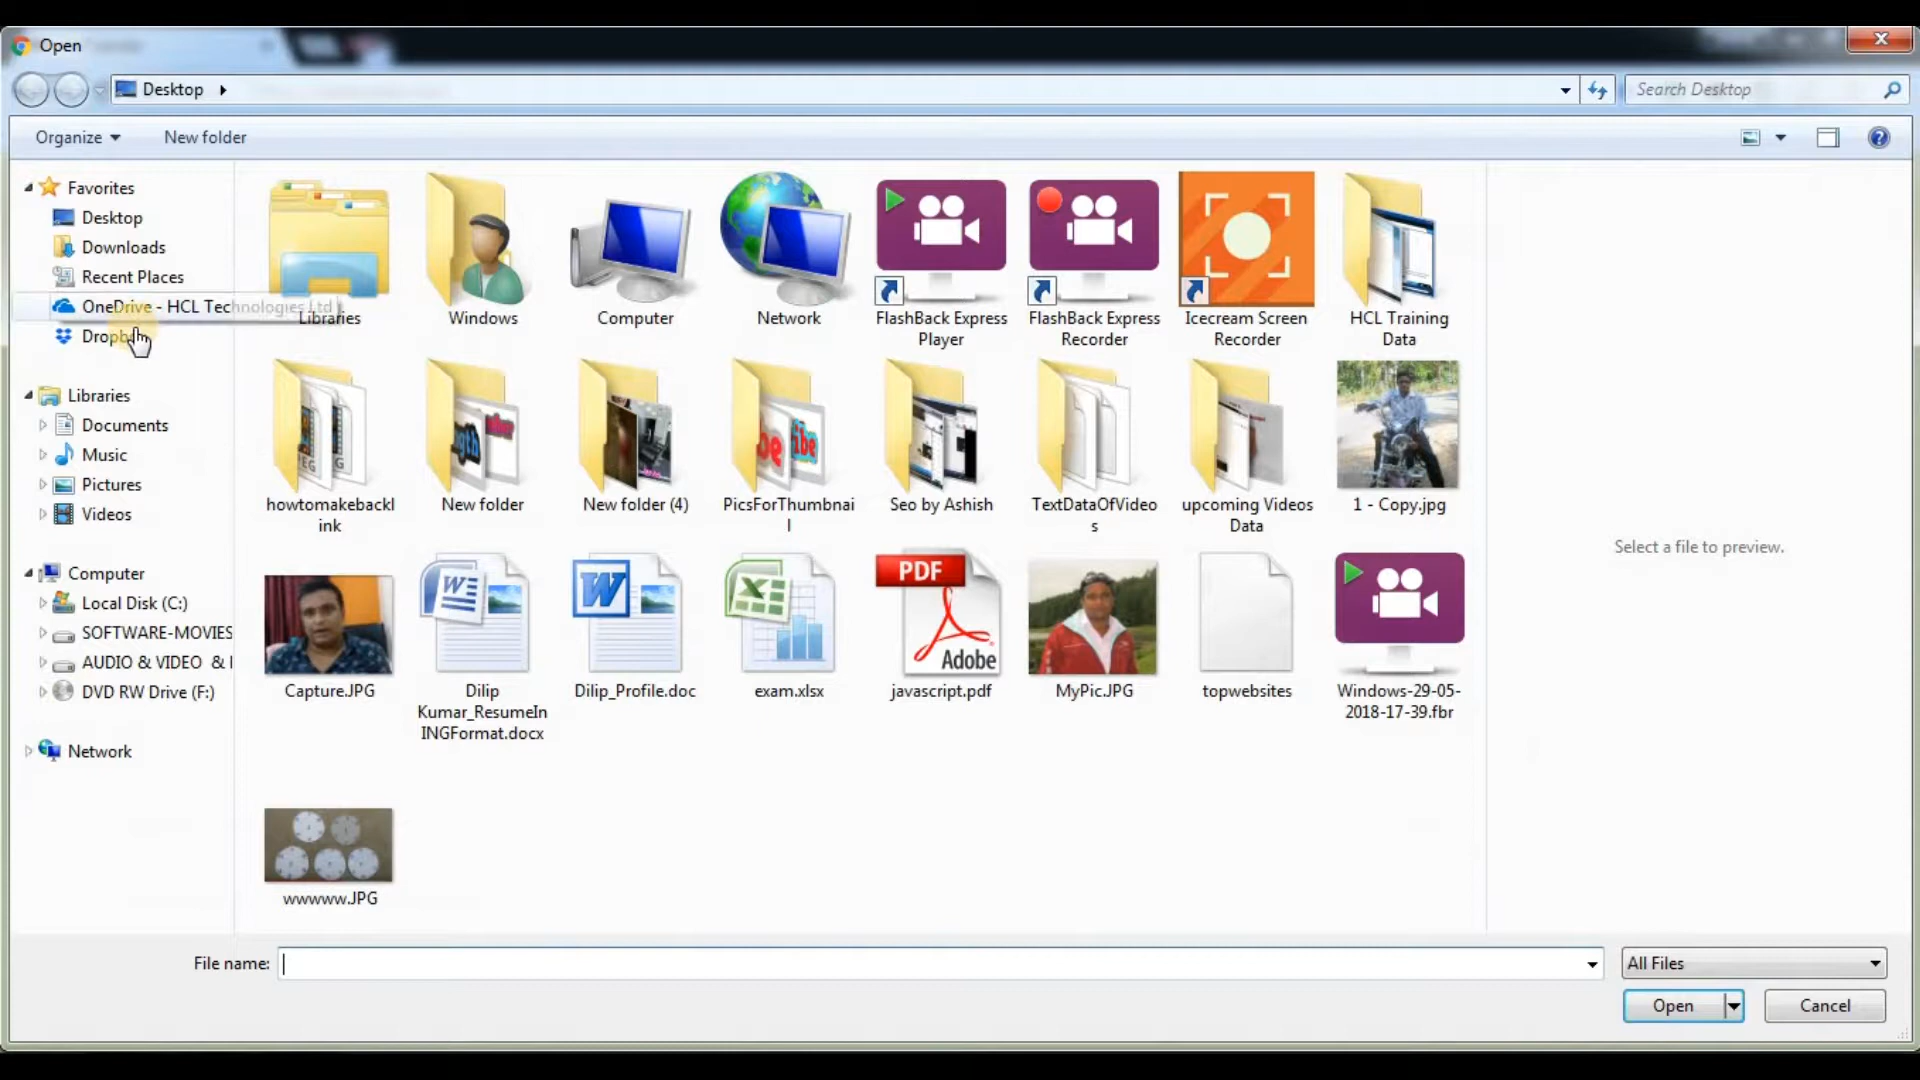 Open
Desktop
Search Desktop
Organize
New folder
Favorites
Desktop
Downloads
Recent Places
OneDrive - HCL Technologies Ltd
Libraries
Documents
Music
Pictures
Videos
Computer
Local Disk (C:)
SOFTWARE-MOVIES
AUDIO & VIDEO &
DVD RW Drive (F:)
Network
Libraries
Windows
Computer
Network
FlashBack Express
Player
FlashBack Express
Recorder
Icecream Screen
Recorder
HCL Training
Data
howtomakebackl
ink
New folder
New folder (4)
PicsForThumbnai
l
Seo by Ashish
TextDataOfVideo
s
upcoming Videos
Data
1 - Copy.jpg
Capture.JPG
Dilip
Kumar_ResumeIn
INGFormat.docx
Dilip_Profile.doc
exam.xlsx
PDF
Adobe
javascript.pdf
MyPic.JPG
topwebsites
Windows-29-05-
2018-17-39.fbr
wwwww.JPG
Select a file to preview.
File name:
All Files
Open
Cancel